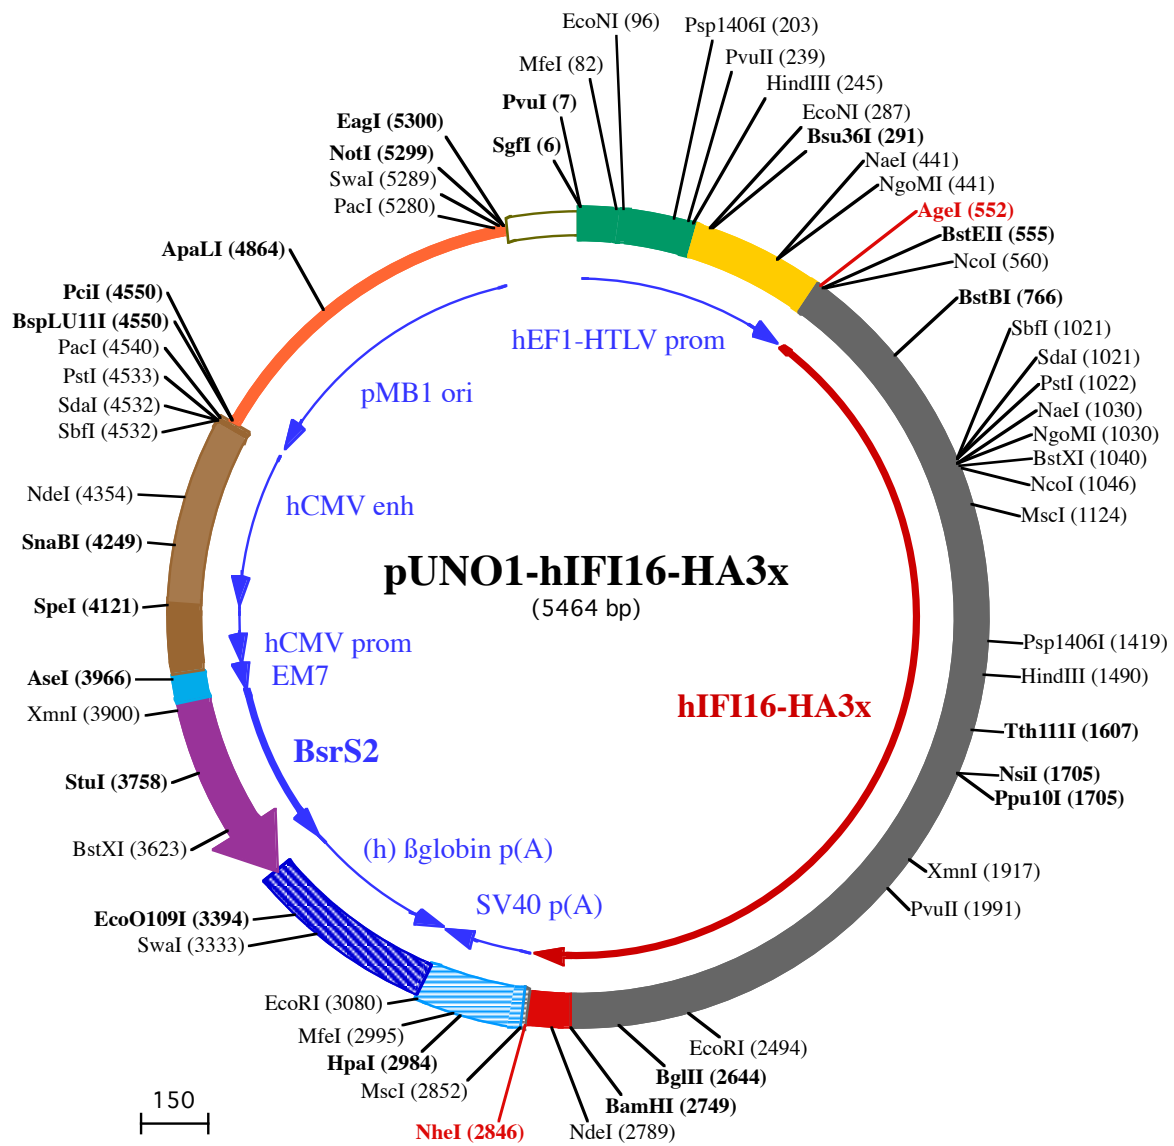 EcoNI (96)
Psp1406I (203)
MfeI (82)
PvuII (239)
HindIII (245)
PvuI (7)
EcoNI (287)
EagI (5300)
Bsu36I (291)
SgfI (6)
NotI (5299)
NaeI (441)
SwaI (5289)
NgoMI (441)
PacI (5280)
AgeI (552)
BstEII (555)
ApaLI (4864)
NcoI (560)
PciI (4550)
BstBI (766)
BspLU11I (4550)
SbfI (1021)
PacI (4540)
SdaI (1021)
PstI (4533)
PstI (1022)
SdaI (4532)
NaeI (1030)
SbfI (4532)
NgoMI (1030)
BstXI (1040)
NcoI (1046)
MscI (1124)
hEF1-HTLV prom
pMB1 ori
hCMV enh
NdeI (4354)
SnaBI (4249)
SpeI (4121)
pUNO1-hIFI16-HA3x
(5464 bp)
hCMV prom
EM7
Psp1406I (1419)
AseI (3966)
HindIII (1490)
XmnI (3900)
hIFI16-HA3x
Tth111I (1607)
BsrS2
StuI (3758)
NsiI (1705)
Ppu10I (1705)
BstXI (3623)
(h) ßglobin p(A)
XmnI (1917)
SV40 p(A)
PvuII (1991)
EcoO109I (3394)
SwaI (3333)
EcoRI (3080)
MfeI (2995)
HpaI (2984)
MscI (2852)
NheI (2846)
EcoRI (2494)
BglII (2644)
BamHI (2749)
NdeI (2789)
150